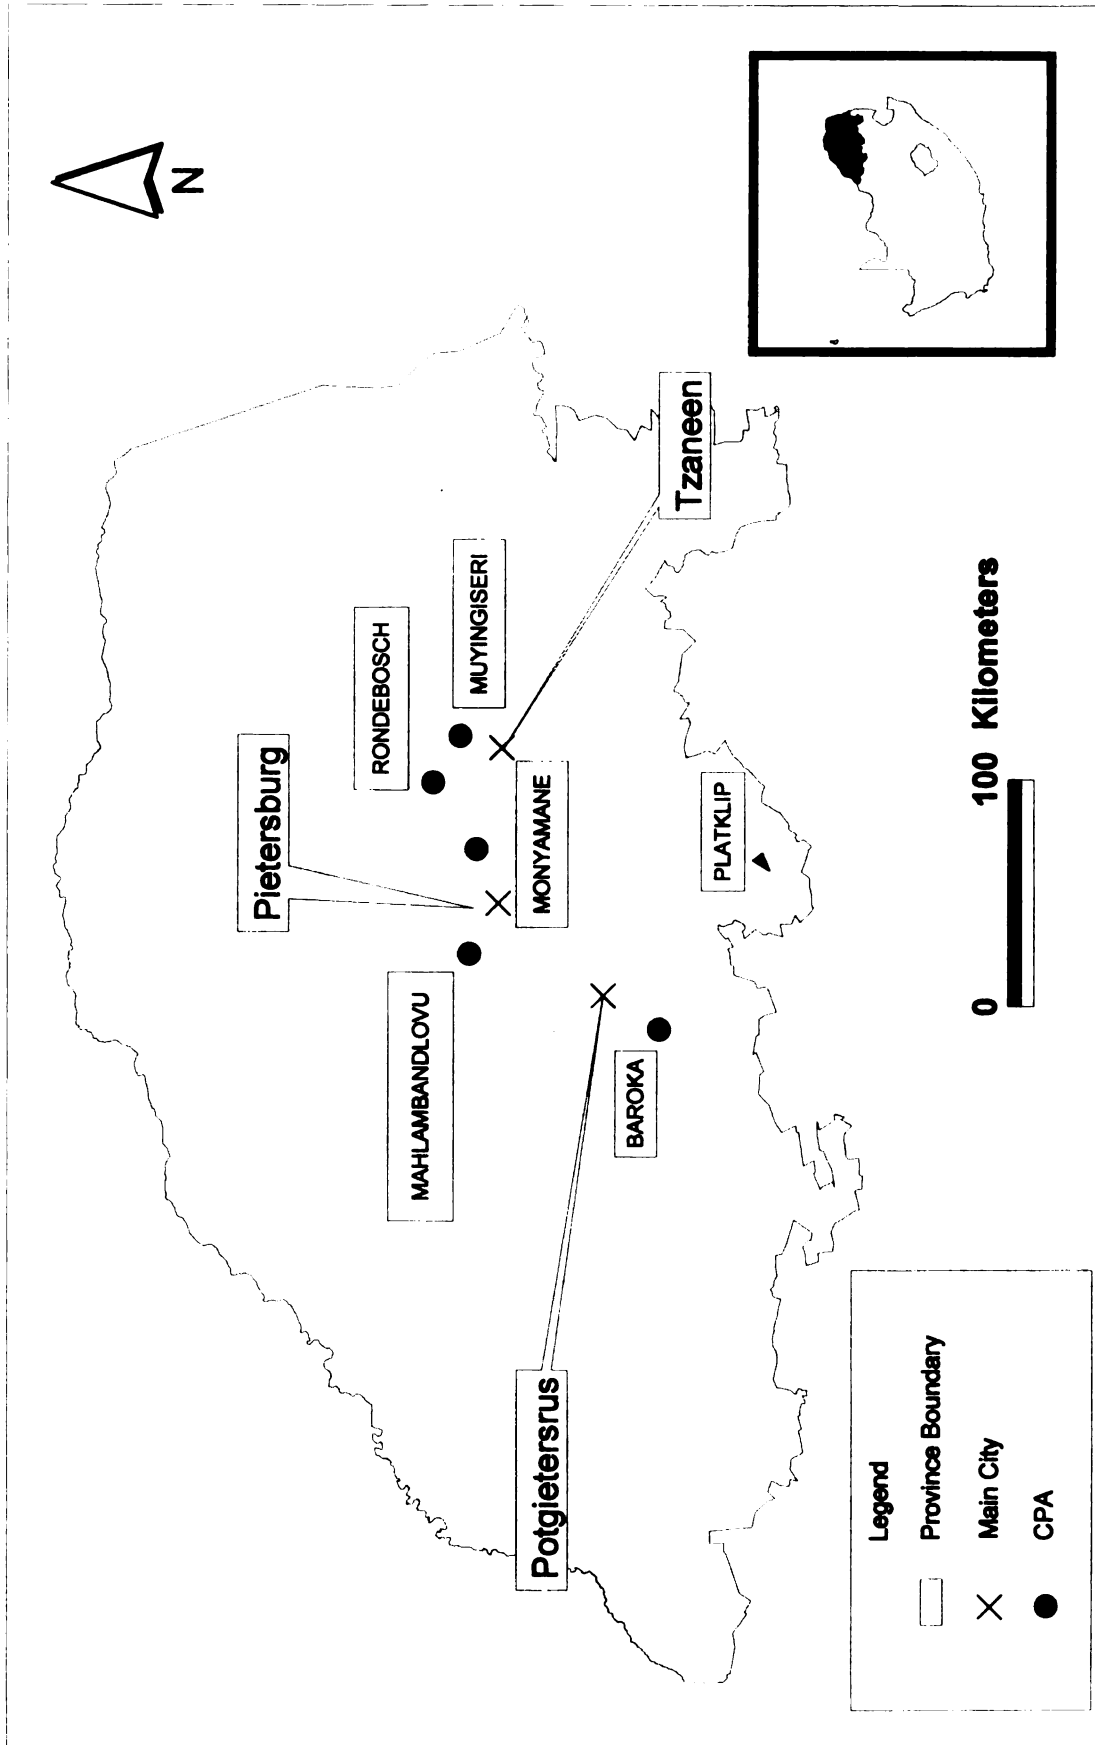 N
Pietersburg
RONDEBOSCH
MUYINGISERI
MAHLAMBANDLOVU
MONYAMANE
Tzaneen
Potgietersrus
BAROKA
PLATKLIP
0 100 Kilometers
Legend
Province Boundary
Main City
CPA